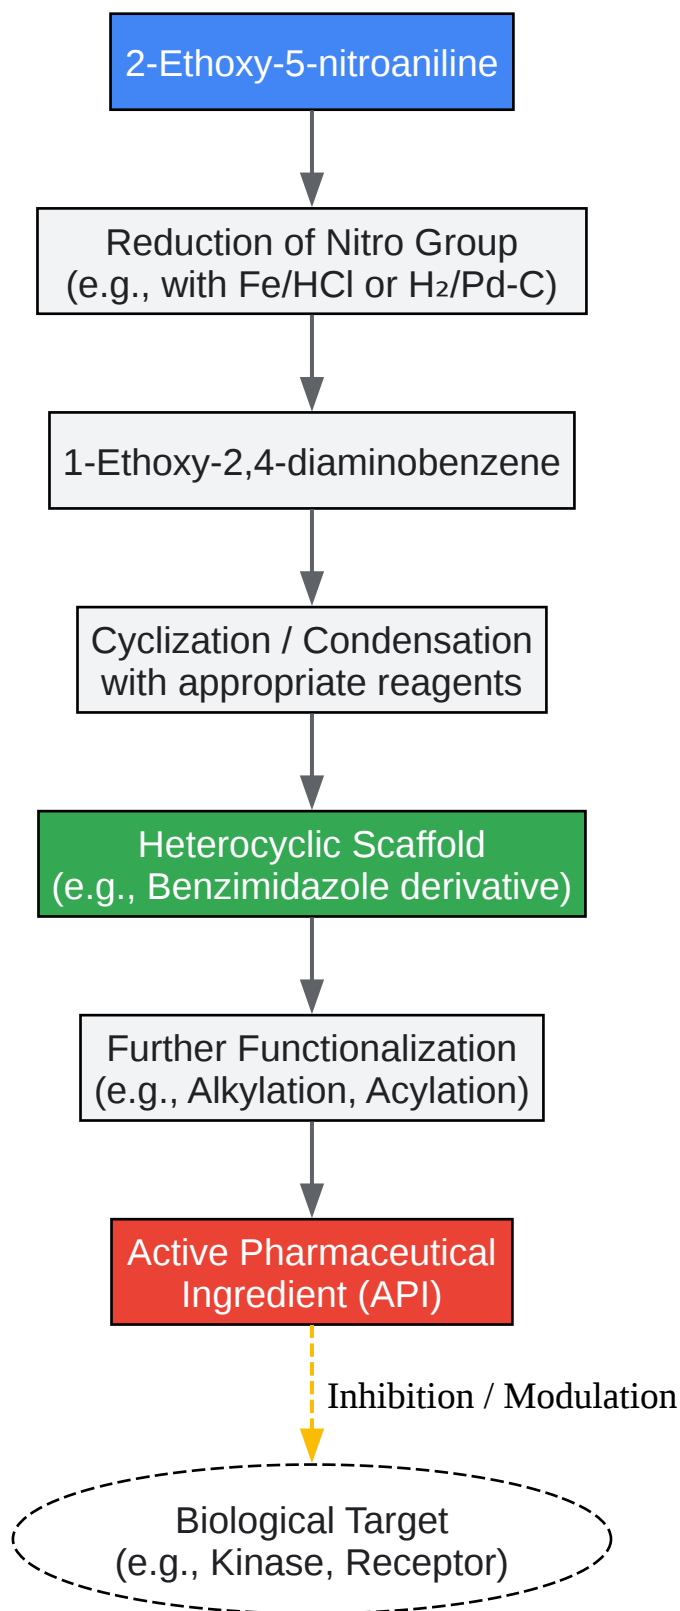 2-Ethoxy-5-nitroaniline
Reduction of Nitro Group
(e.g., with Fe/HCl or H₂/Pd-C)
1-Ethoxy-2,4-diaminobenzene
Cyclization / Condensation
with appropriate reagents
Heterocyclic Scaffold
(e.g., Benzimidazole derivative)
Further Functionalization
(e.g., Alkylation, Acylation)
Active Pharmaceutical
Ingredient (API)
Inhibition / Modulation
Biological Target
(e.g., Kinase, Receptor)